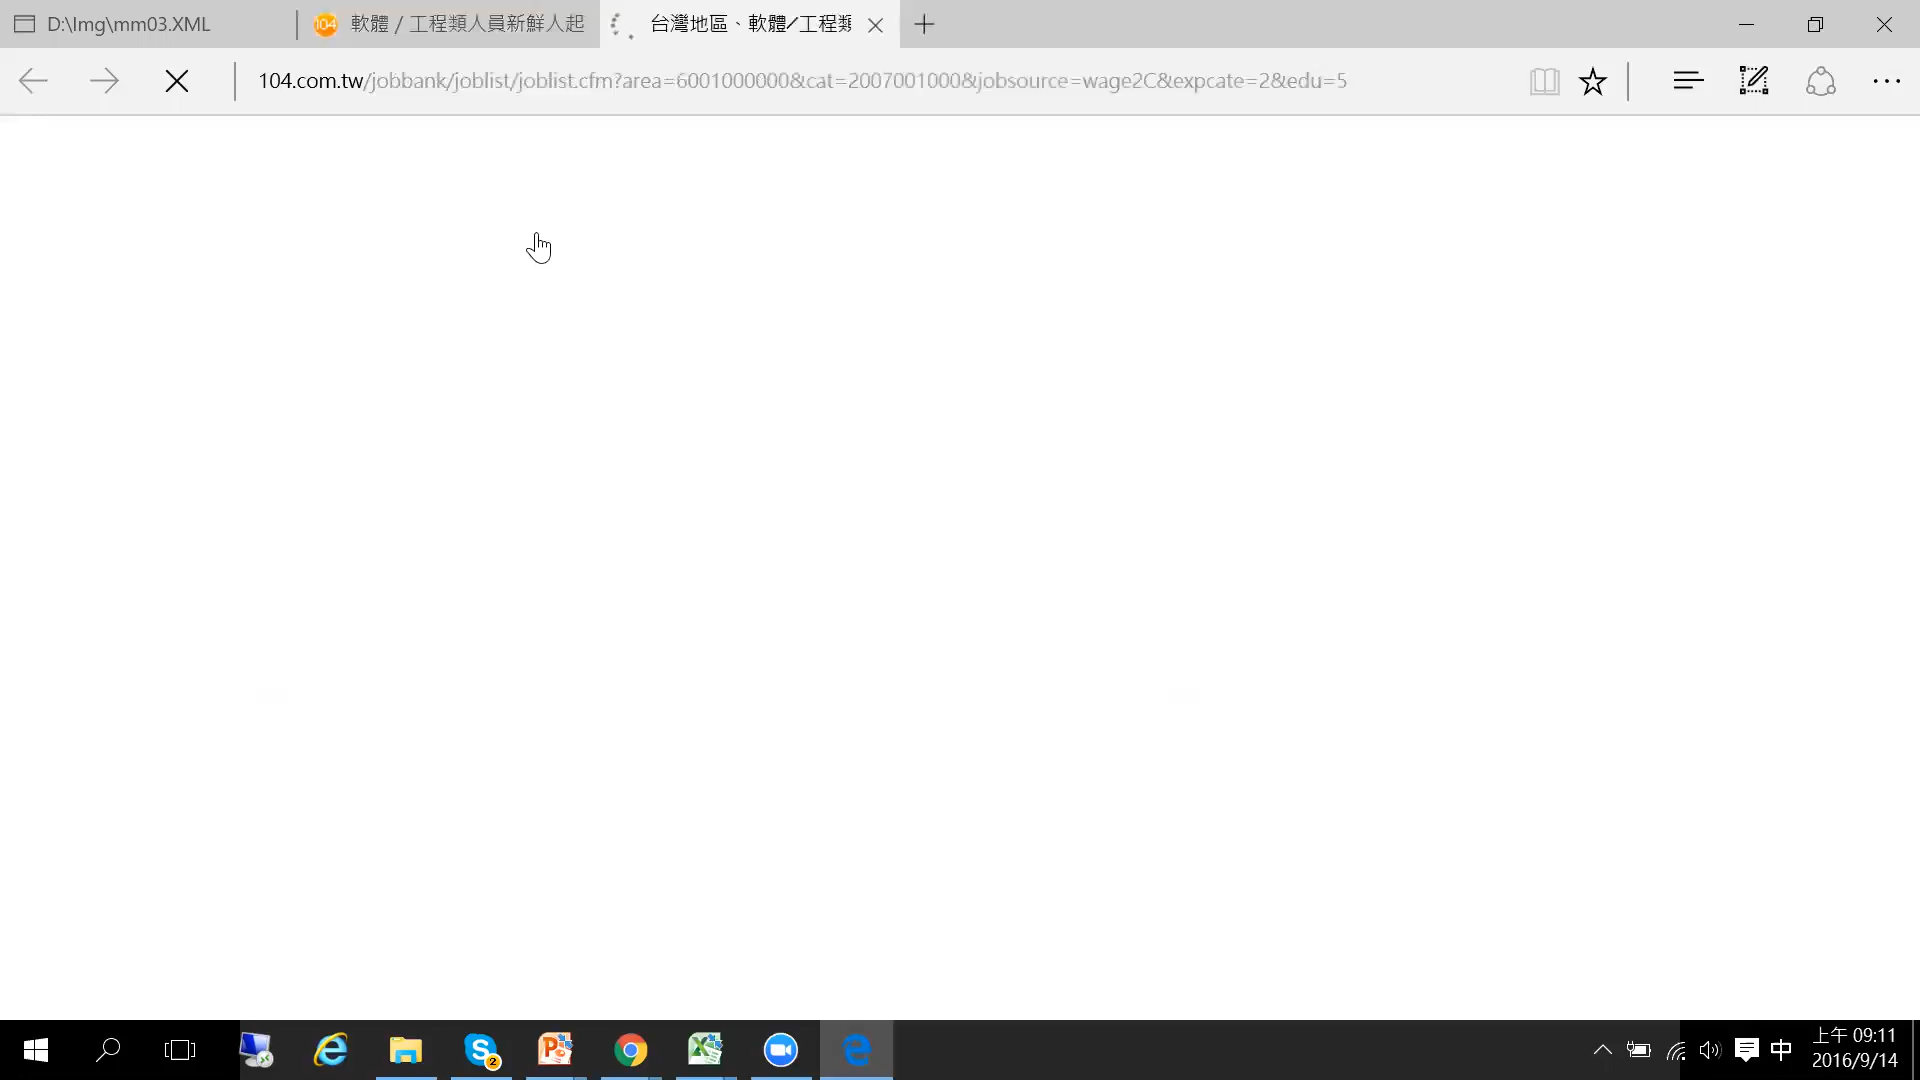 D:\Img\mm03.XML
104 軟體 / 工程類人員新鮮人起
台灣地區、軟體/工程類
104.com.tw/jobbank/joblist/joblist.cfm?area=6001000000&cat=2007001000&jobsource=wage2C&expcate=2&edu=5
2
中
上午 09:11
2016/9/14